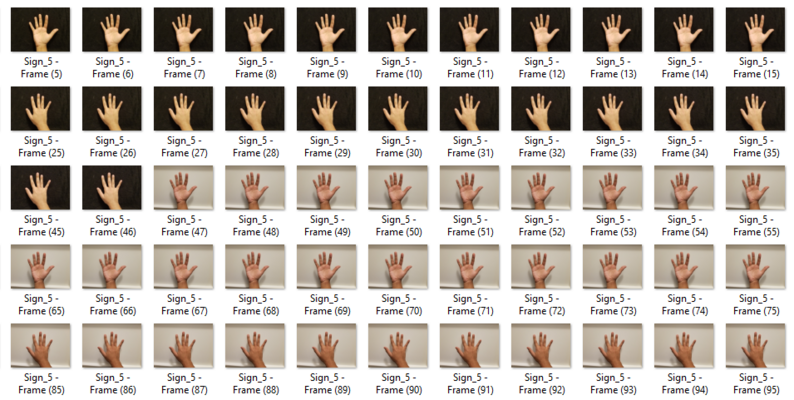 Sign_5 - Sign_5 - Sign_5 - Sign_5 - Sign_5 - Sign_5 - Sign_5 - Sign_5 - Sign_5 - Sign_5 - Sign_5 -
Frame (5) Frame (6) Frame (7) Frame (8) Frame (9) Frame (10) Frame (11) Frame (12) Frame (13) Frame (14) Frame (15)
Sign_5 - Sign_5 - Sign_5 - Sign_5 - Sign_5 - Sign_5 - Sign_5 - Sign_5 - Sign_5 - Sign_5 - Sign_5 -
Frame (25) Frame (26) Frame (27) Frame (28) Frame (29) Frame (30) Frame (31) Frame (32) Frame (33) Frame (34) Frame (35)
Sign_5 - Sign_5 - Sign_5 - Sign_5 - Sign_5 - Sign_5 - Sign_5 - Sign_5 - Sign_5 - Sign_5 - Sign_5 -
Frame (45) Frame (46) Frame (47) Frame (48) Frame (49) Frame (50) Frame (51) Frame (52) Frame (53) Frame (54) Frame (55)
Sign_5 - Sign_5 - Sign_5 - Sign_5 - Sign_5 - Sign_5 - Sign_5 - Sign_5 - Sign_5 - Sign_5 - Sign_5 -
Frame (65) Frame (66) Frame (67) Frame (68) Frame (69) Frame (70) Frame (71) Frame (72) Frame (73) Frame (74) Frame (75)
Sign_5 - Sign_5 - Sign_5 - Sign_5 - Sign_5 - Sign_5 - Sign_5 - Sign_5 - Sign_5 - Sign_5 - Sign_5 -
Frame (85) Frame (86) Frame (87) Frame (88) Frame (89) Frame (90) Frame (91) Frame (92) Frame (93) Frame (94) Frame (95)